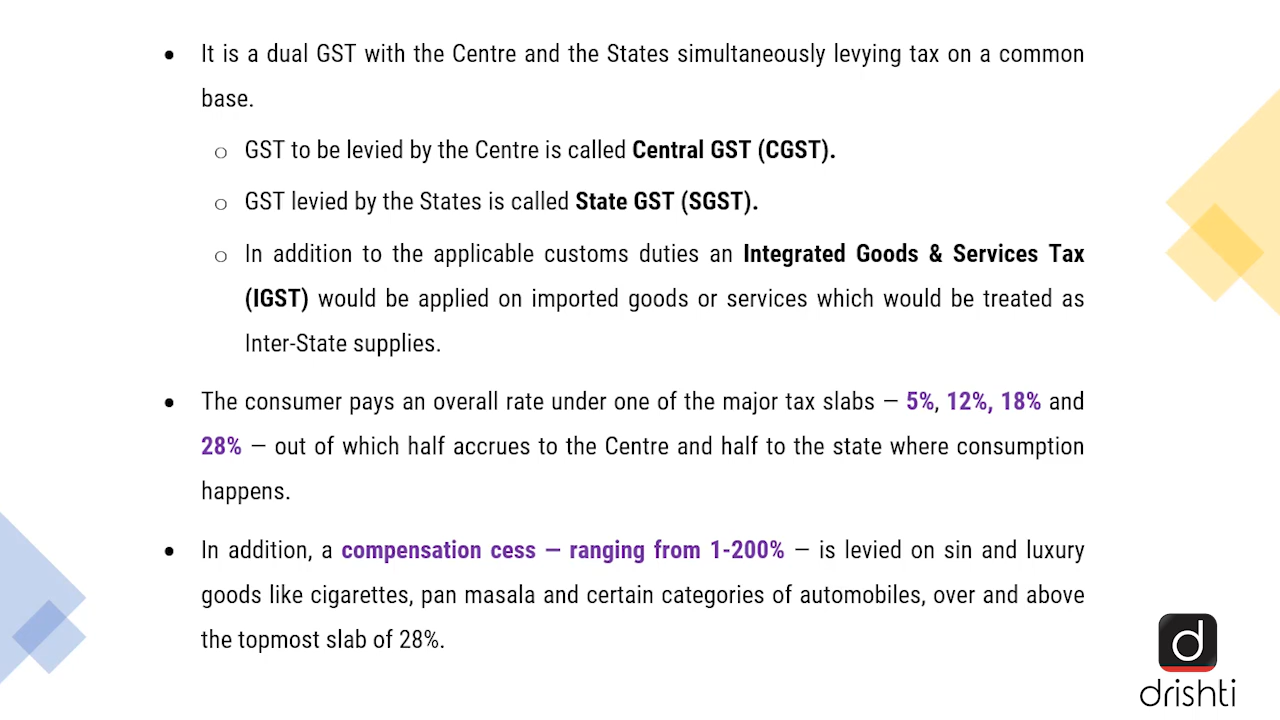 • It is a dual GST with the Centre and the States simultaneously levying tax on a common
base.
o GST to be levied by the Centre is called Central GST (CGST).
o GST levied by the States is called State GST (SGST).
o In addition to the applicable customs duties an Integrated Goods & Services Tax
(IGST) would be applied on imported goods or services which would be treated as
Inter-State supplies.
• The consumer pays an overall rate under one of the major tax slabs — 5%, 12%, 18% and
28% — out of which half accrues to the Centre and half to the state where consumption
happens.
• In addition, a compensation cess — ranging from 1-200% — is levied on sin and luxury
goods like cigarettes, pan masala and certain categories of automobiles, over and above
the topmost slab of 28%.
d
drishti